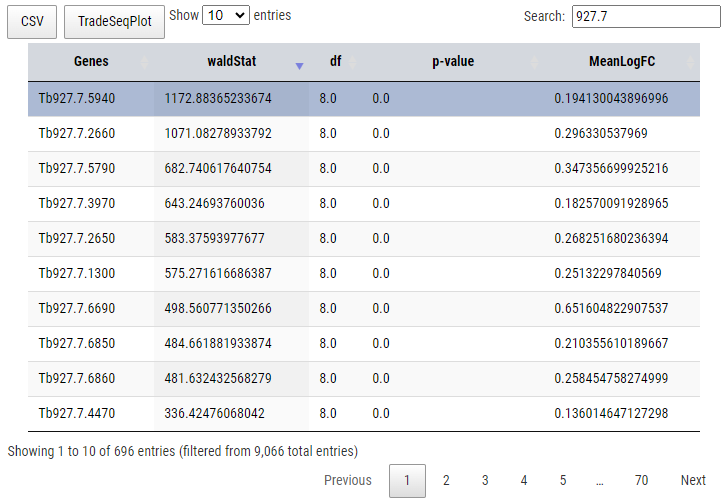 CSV TradeSeqPlot Show 10 entries Search: 927.7
Genes waldStat df p-value MeanLogFC
Tb927.7.5940 1172.88365233674 8.0 0.0 0.194130043896996
Tb927.7.2660 1071.08278933792 8.0 0.0 0.296330537969
Tb927.7.5790 682.740617640754 8.0 0.0 0.347356699925216
Tb927.7.3970 643.24693760036 8.0 0.0 0.182570091928965
Tb927.7.2650 583.37593977677 8.0 0.0 0.268251680236394
Tb927.7.1300 575.271616686387 8.0 0.0 0.25132297840569
Tb927.7.6690 498.560771350266 8.0 0.0 0.651604822907537
Tb927.7.6850 484.661881933874 8.0 0.0 0.210355610189667
Tb927.7.6860 481.632432568279 8.0 0.0 0.258454758274999
Tb927.7.4470 336.42476068042 8.0 0.0 0.136014647127298
Showing 1 to 10 of 696 entries (filtered from 9,066 total entries)
Previous 1 2 3 4 5 ... 70 Next